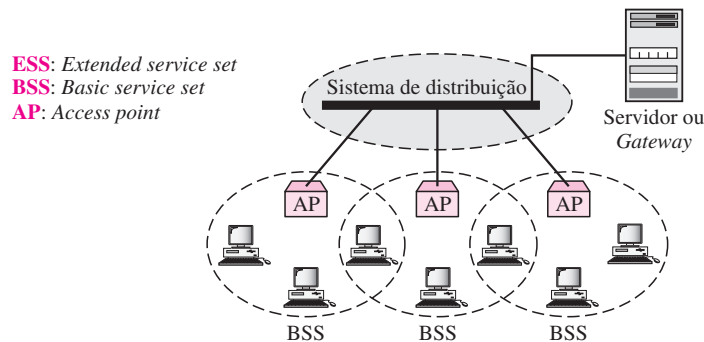 ESS: Extended service set
BSS: Basic service set
AP: Access point
Sistema de distribuição
Servidor ou
Gateway
AP AP AP
BSS BSS BSS